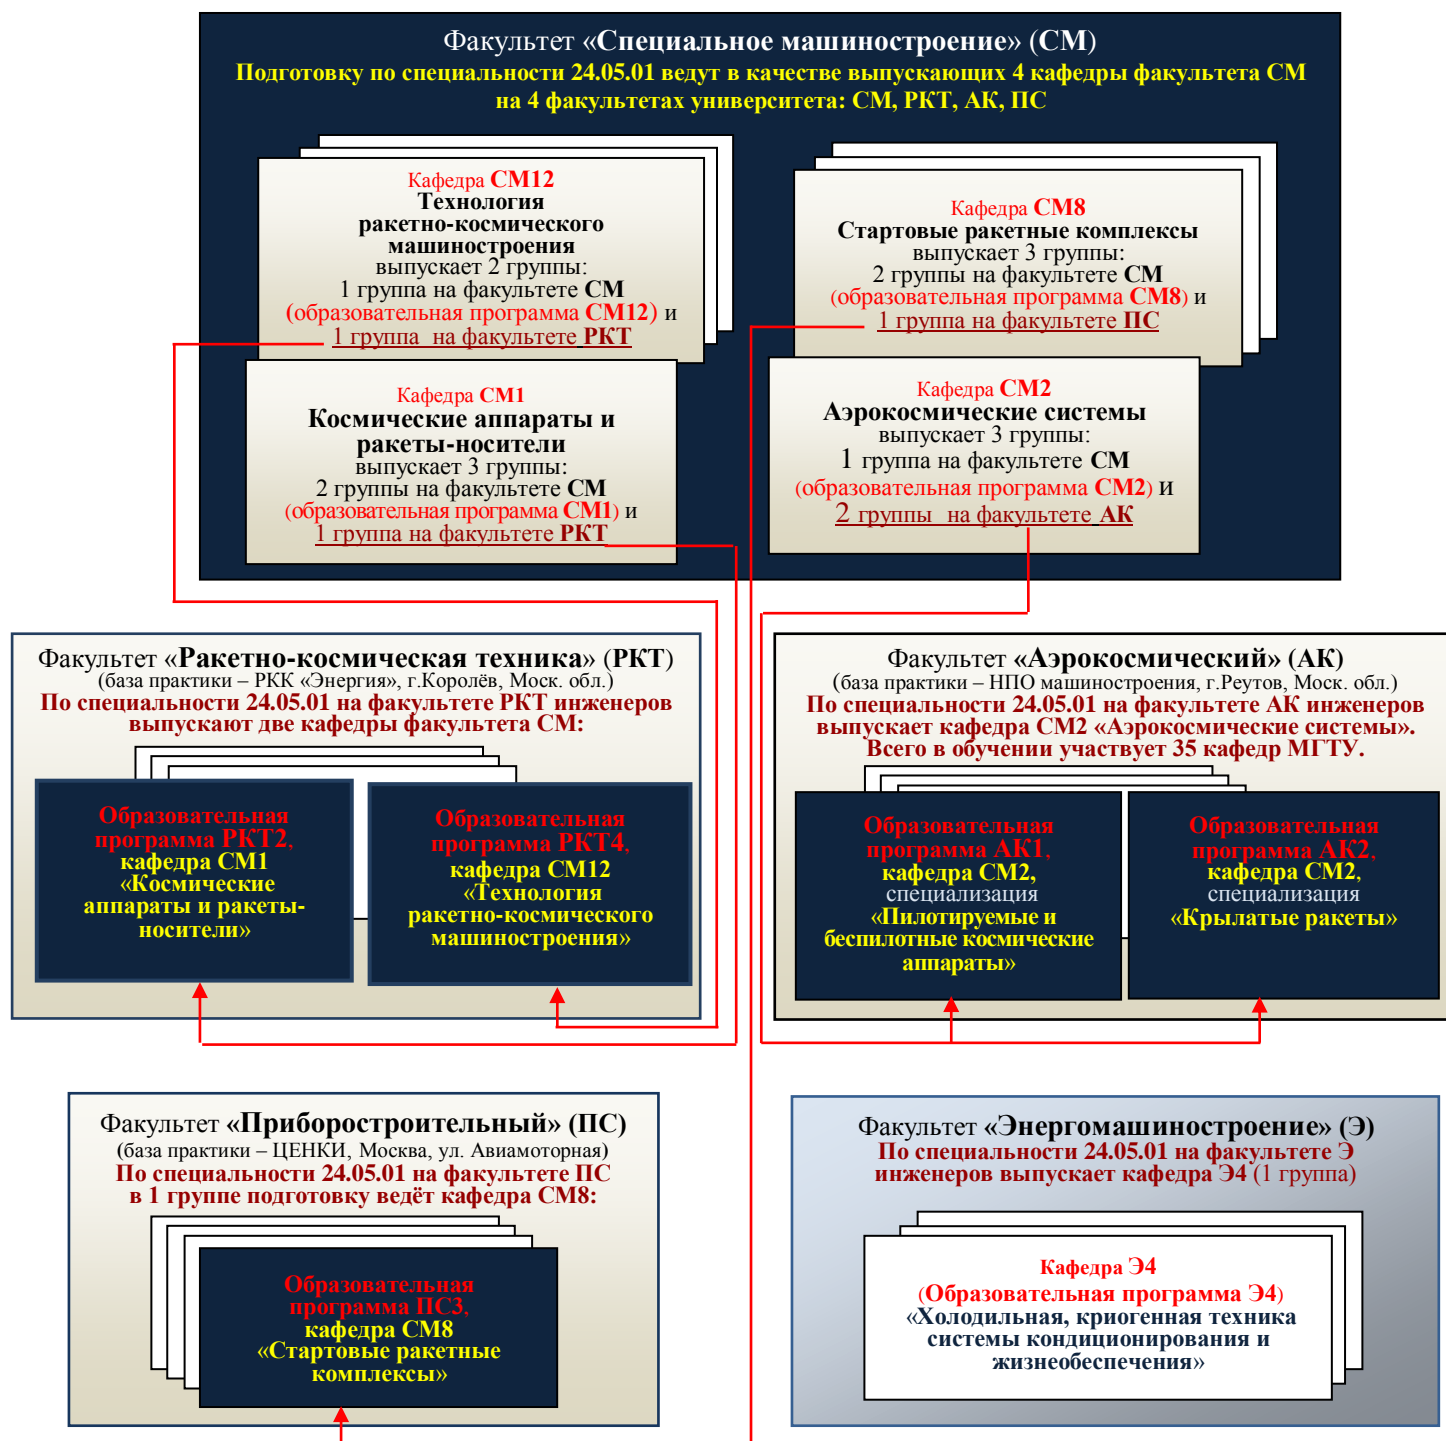 Факультет «Специальное машиностроение» (СМ)
Подготовку по специальности 24.05.01 ведут в качестве выпускающих 4 кафедры факультета СМ
на 4 факультетах университета: СМ, РКТ, АК, ПС
Кафедра СМ12
Технология
ракетно-космического
машиностроения
выпускает 2 группы:
1 группа на факультете СМ
(образовательная программа СМ12) и
1 группа на факультете РКТ
Кафедра СМ8
Стартовые ракетные комплексы
выпускает 3 группы:
2 группы на факультете СМ
(образовательная программа СМ8) и
1 группа на факультете ПС
Кафедра СМ1
Космические аппараты и
ракеты-носители
выпускает 3 группы:
2 группы на факультете СМ
(образовательная программа СМ1) и
1 группа на факультете РКТ
Кафедра СМ2
Аэрокосмические системы
выпускает 3 группы:
1 группа на факультете СМ
(образовательная программа СМ2) и
2 группы на факультете АК
Факультет «Ракетно-космическая техника» (РКТ)
(база практики – РКК «Энергия», г.Королёв, Моск. обл.)
По специальности 24.05.01 на факультете РКТ инженеров
выпускают две кафедры факультета СМ:
Образовательная
программа РКТ2,
кафедра СМ1
«Космические
аппараты и ракеты-
носители»
Образовательная
программа РКТ4,
кафедра СМ12
«Технология
ракетно-космического
машиностроения»
Факультет «Аэрокосмический» (АК)
(база практики – НПО машиностроения, г.Реутов, Моск. обл.)
По специальности 24.05.01 на факультете АК инженеров
выпускает кафедра СМ2 «Аэрокосмические системы».
Всего в обучении участвует 35 кафедр МГТУ.
Образовательная
программа АК1,
кафедра СМ2,
специализация
«Пилотируемые и
беспилотные космические
аппараты»
Образовательная
программа АК2,
кафедра СМ2,
специализация
«Крылатые ракеты»
Факультет «Приборостроительный» (ПС)
(база практики – ЦЕНКИ, Москва, ул. Авиамоторная)
По специальности 24.05.01 на факультете ПС
в 1 группе подготовку ведёт кафедра СМ8:
Образовательная
программа ПС3,
кафедра СМ8
«Стартовые ракетные
комплексы»
Факультет «Энергомашиностроение» (Э)
По специальности 24.05.01 на факультете Э
инженеров выпускает кафедра Э4 (1 группа)
Кафедра Э4
(Образовательная программа Э4)
«Холодильная, криогенная техника
системы кондиционирования и
жизнеобеспечения»